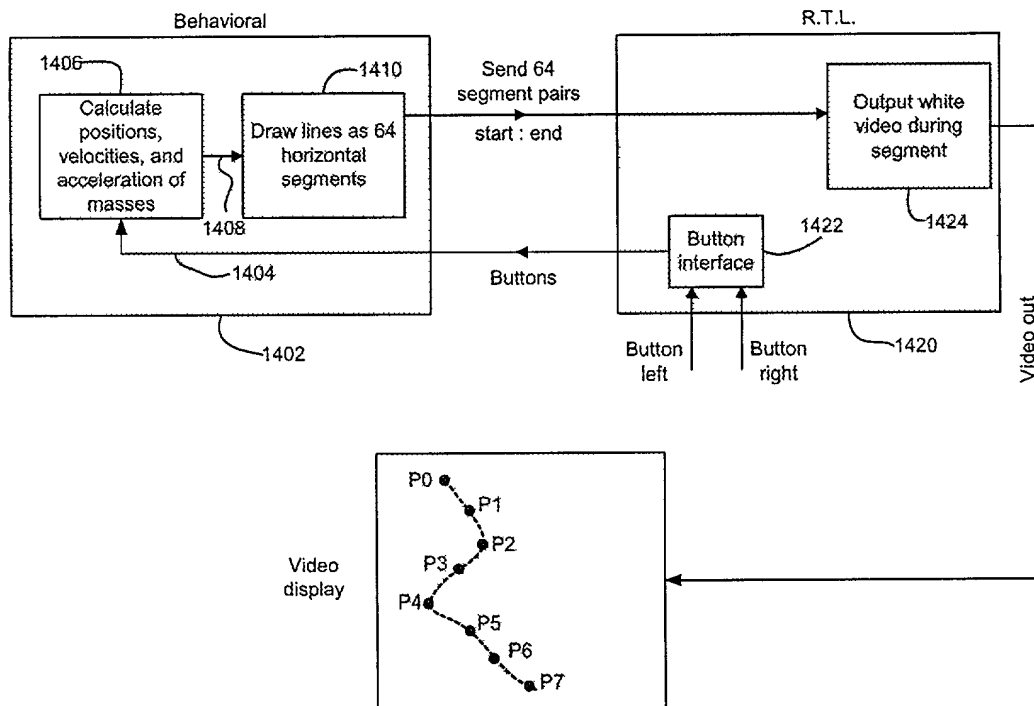 Behavioral
R.T.L.
1406
1410
Calculate
positions,
velocities, and
acceleration of
masses
Draw lines as 64
horizontal
segments
1408
Send 64
segment pairs
start : end
Output white
video during
segment
1424
Button
interface
1422
1404
Buttons
1402
Button
left
Button
right
1420
Video out
Video
display
P0
P1
P2
P3
P4
P5
P6
P7